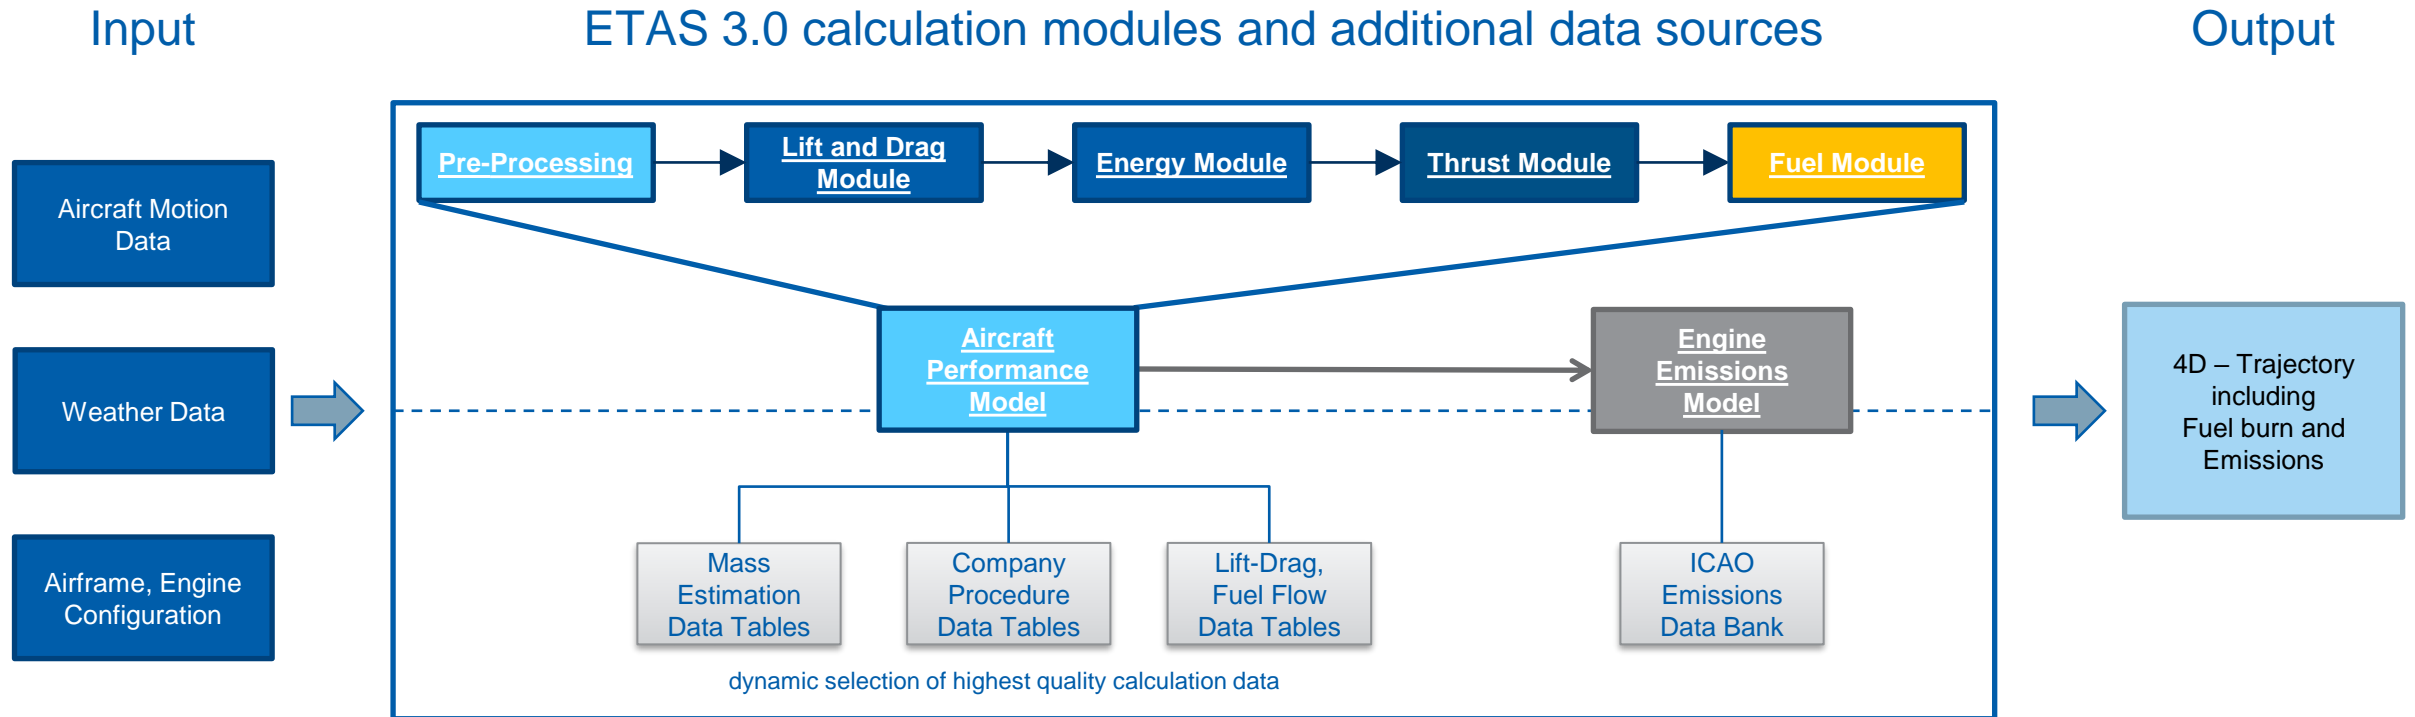 Input
ETAS 3.0 calculation modules and additional data sources
Output
Aircraft Motion
Data
Weather Data
Airframe, Engine
Configuration
Pre-Processing
Lift and Drag
Module
Energy Module
Thrust Module
Fuel Module
Aircraft
Performance
Model
Engine
Emissions
Model
Mass
Estimation
Data Tables
Company
Procedure
Data Tables
Lift-Drag,
Fuel Flow
Data Tables
ICAO
Emissions
Data Bank
dynamic selection of highest quality calculation data
4D – Trajectory
including
Fuel burn and
Emissions